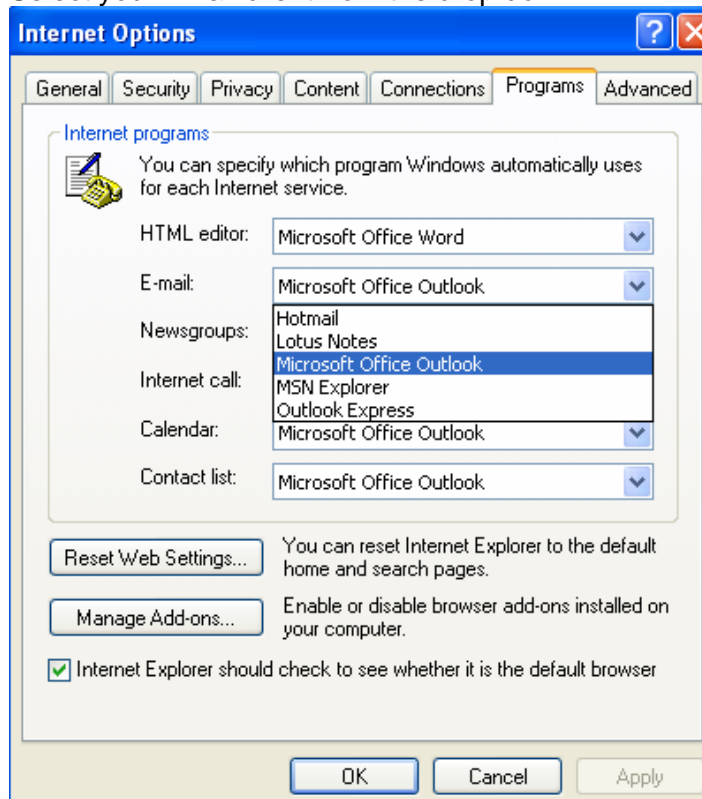 Internet Options
General Security Privacy Content Connections Programs Advanced
Internet programs
You can specify which program Windows automatically uses
for each Internet service.
HTML editor: Microsoft Office Word
E-mail: Microsoft Office Outlook
Hotmail
Newsgroups:
Lotus Notes
Microsoft Office Outlook
Internet call:
MSN Explorer
Outlook Express
Calendar: Microsoft Office Outlook
Contact list: Microsoft Office Outlook
Reset Web Settings...
You can reset Internet Explorer to the default
home and search pages.
Manage Add-ons...
Enable or disable browser add-ons installed on
your computer.
Internet Explorer should check to see whether it is the default browser
OK Cancel Apply